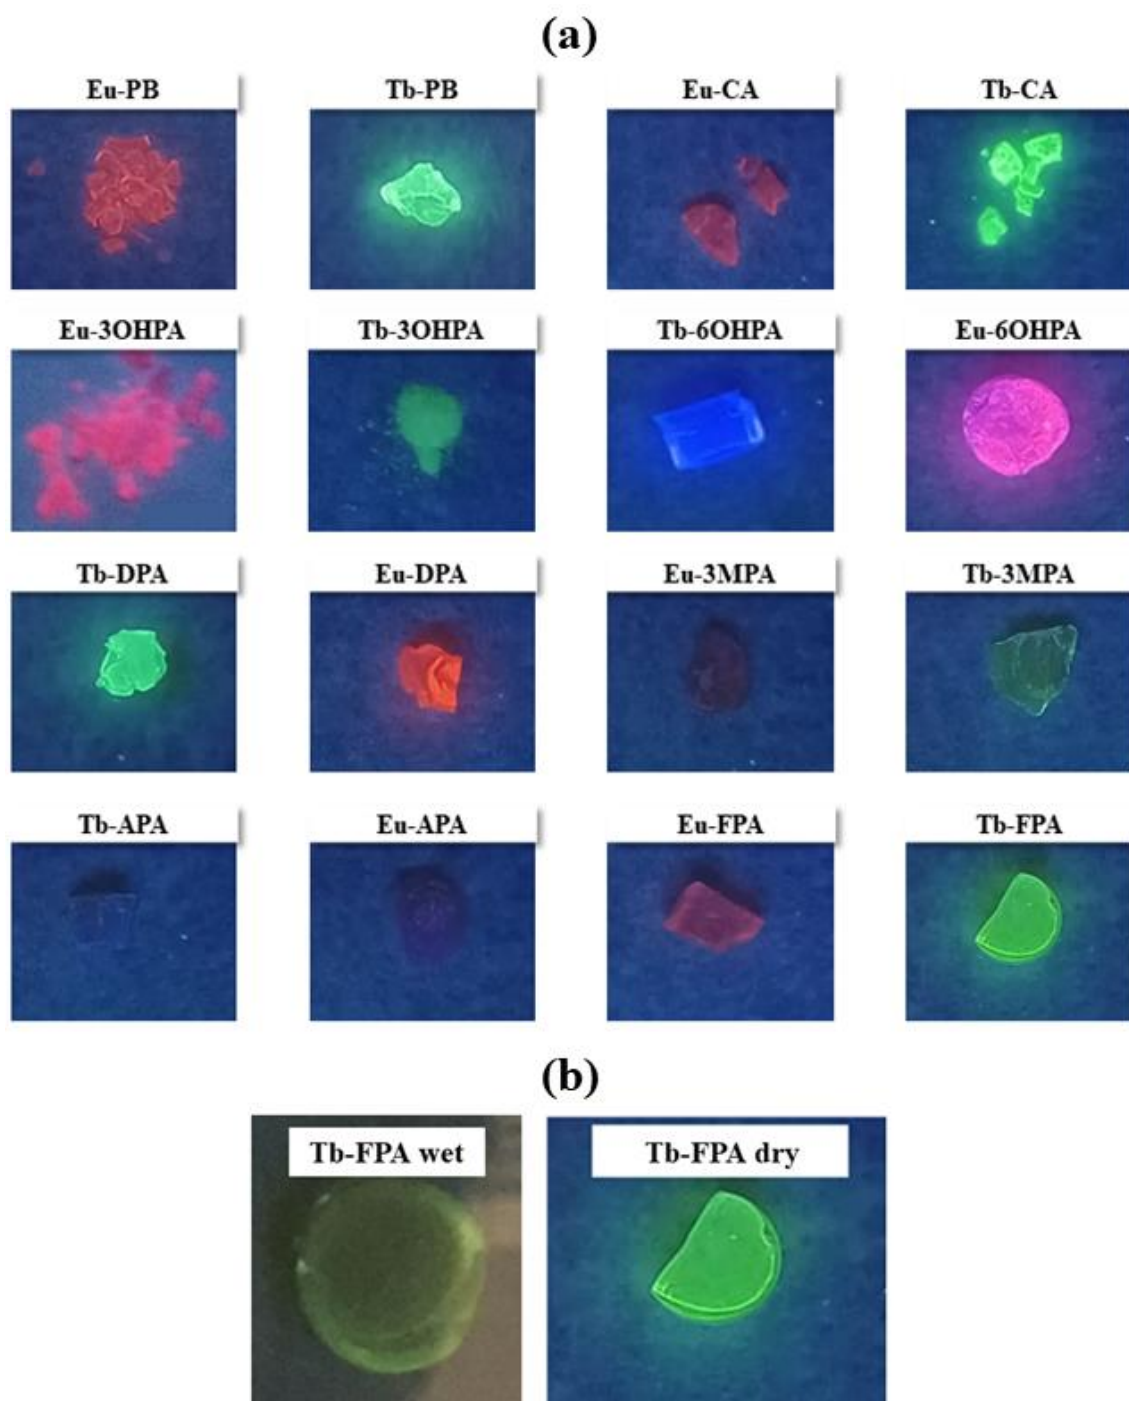 (a)
Eu-PB
Tb-PB
Eu-CA
Tb-CA
Eu-3OHPA
Tb-3OHPA
Tb-6OHPA
Eu-6OHPA
Tb-DPA
Eu-DPA
Eu-3MPA
Tb-3MPA
Tb-APA
Eu-APA
Eu-FPA
Tb-FPA
(b)
Tb-FPA wet
Tb-FPA dry